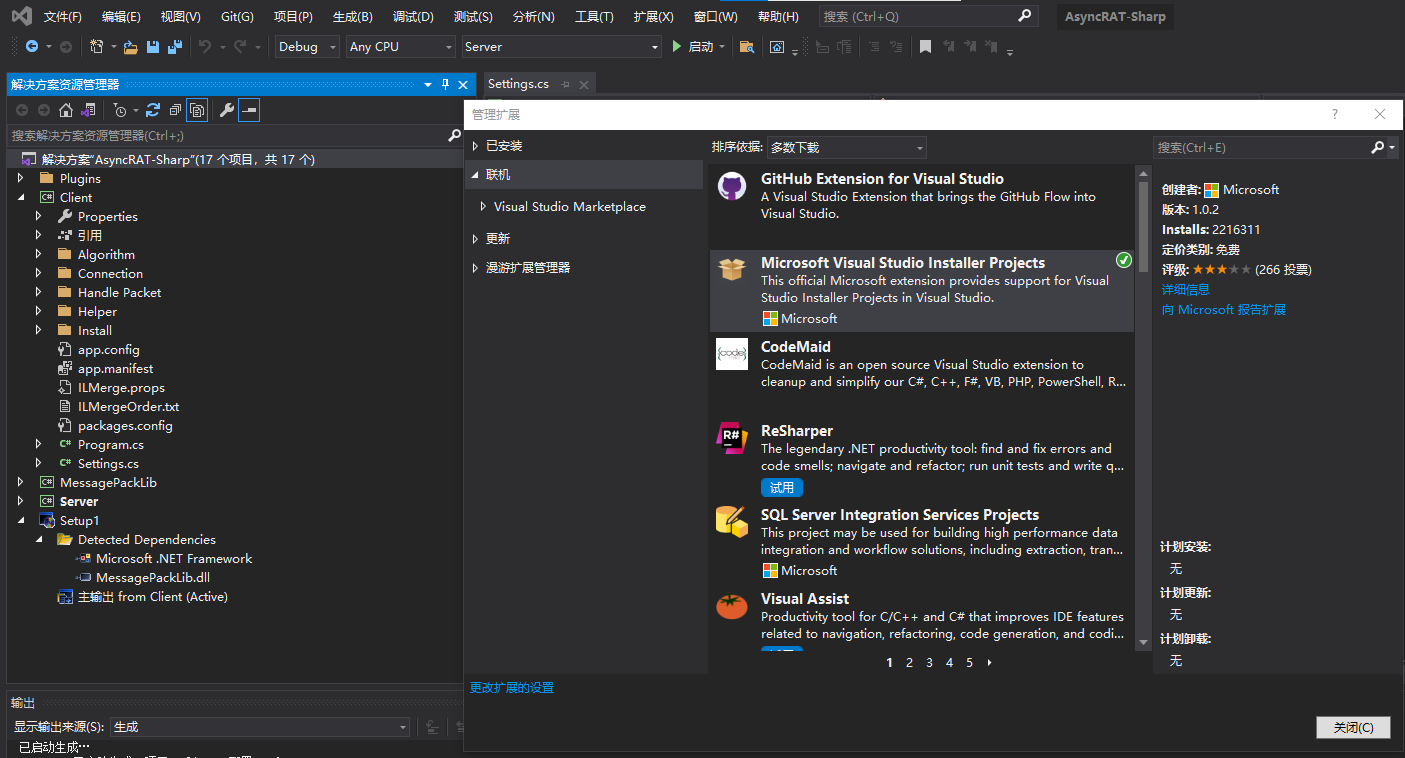 文件(F) 编辑(E) 视图(V) Git(G) 项目(P) 生成(B) 调试(D) 测试(S) 分析(N) 工具(T) 扩展(X) 窗口(W) 帮助(H) 搜索 (Ctrl+Q) AsyncRAT-Sharp
Debug Any CPU Server 启动
解决方案资源管理器
Settings.cs
搜索解决方案资源管理器(Ctrl+;)
解决方案"AsyncRAT-Sharp"(17 个项目，共 17 个)
Plugins
Client
Properties
引用
Algorithm
Connection
Handle Packet
Helper
Install
app.config
app.manifest
ILMerge.props
ILMergeOrder.txt
packages.config
Program.cs
Settings.cs
MessagePackLib
Server
Setup1
Detected Dependencies
Microsoft .NET Framework
MessagePackLib.dll
主输出 from Client (Active)
输出
显示输出来源(S): 生成
已启动生成…
管理扩展
?
已安装
联机
Visual Studio Marketplace
更新
漫游扩展管理器
排序依据: 多数下载
GitHub Extension for Visual Studio
A Visual Studio Extension that brings the GitHub Flow into
Visual Studio.
Microsoft Visual Studio Installer Projects
This official Microsoft extension provides support for Visual
Studio Installer Projects in Visual Studio.
Microsoft
{code}
CodeMaid
CodeMaid is an open source Visual Studio extension to
cleanup and simplify our C#, C++, F#, VB, PHP, PowerShell, R...
R#
ReSharper
The legendary .NET productivity tool: find and fix errors and
code smells; navigate and refactor; run unit tests and write q...
试用
SQL Server Integration Services Projects
This project may be used for building high performance data
integration and workflow solutions, including extraction, tran...
Microsoft
Visual Assist
Productivity tool for C/C++ and C# that improves IDE features
related to navigation, refactoring, code generation, and codi...
1 2 3 4 5
搜索(Ctrl+E)
创建者: Microsoft
版本: 1.0.2
Installs: 2216311
定价类别: 免费
评级: (266 投票)
详细信息
向 Microsoft 报告扩展
计划安装:
无
计划更新:
无
计划卸载:
无
更改扩展的设置
关闭(C)